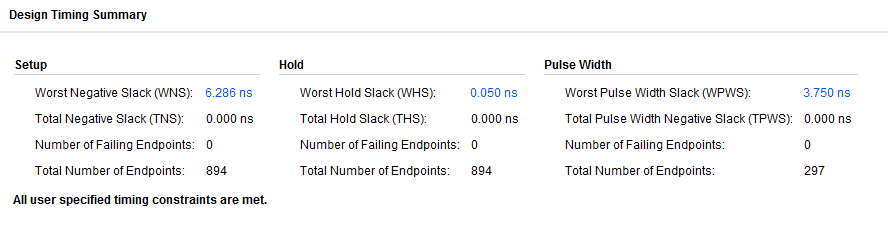 Design Timing Summary
Setup Hold Pulse Width
Worst Negative Slack (WNS): 6.286 ns Worst Hold Slack (WHS): 0.050 ns Worst Pulse Width Slack (WPWS): 3.750 ns
Total Negative Slack (TNS): 0.000 ns Total Hold Slack (THS): 0.000 ns Total Pulse Width Negative Slack (TPWS): 0.000 ns
Number of Failing Endpoints: 0 Number of Failing Endpoints: 0 Number of Failing Endpoints: 0
Total Number of Endpoints: 894 Total Number of Endpoints: 894 Total Number of Endpoints: 297
All user specified timing constraints are met.